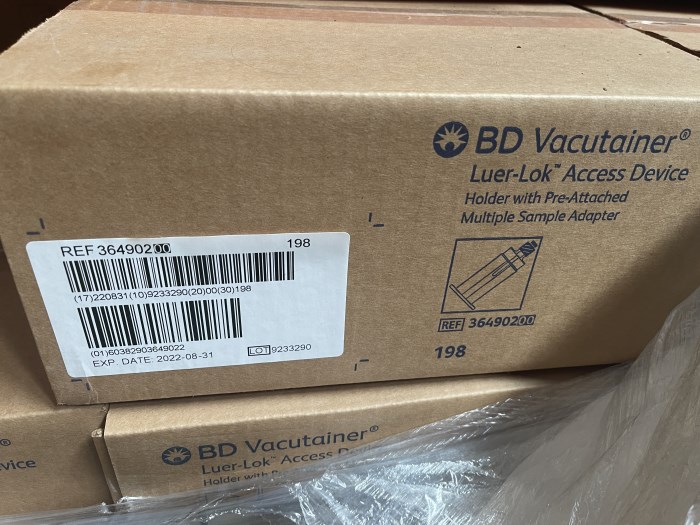 BD Vacutainer®
Luer-Lok™ Access Device
Holder with Pre-Attached
Multiple Sample Adapter
REF 36490200
198
REF 36490200 198
(17)220831(10)9233290(20)00(30)198
(01)60382903649022
EXP. DATE: 2022-08-31 LOT 9233290
®
vice
BD Vacutainer®
Luer-Lok™ Access
Holder with